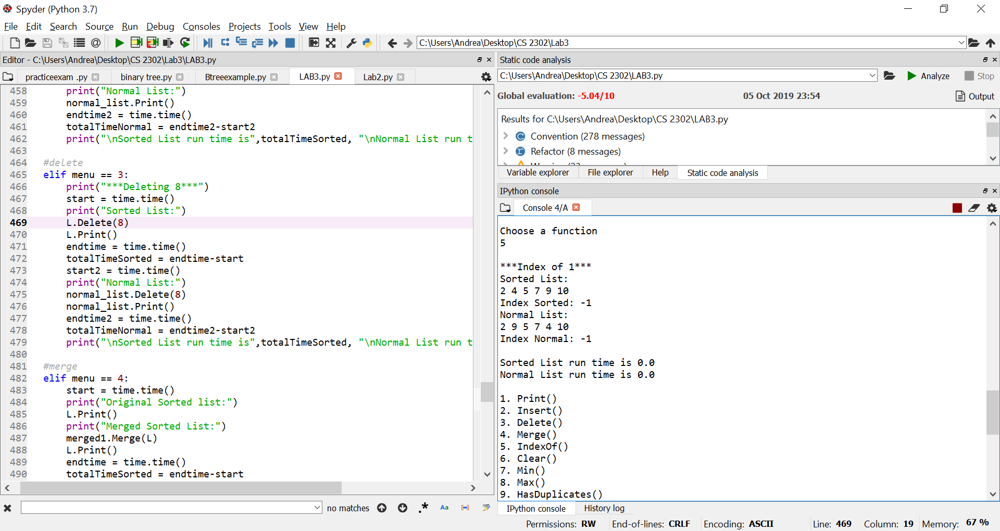 Spyder (Python 3.7)
File Edit Search Source Run Debug Consoles Projects Tools View Help
C:\Users\Andrea\Desktop\CS 2302\Lab3
Editor - C:\Users\Andrea\Desktop\CS 2302\Lab3\LAB3.py
practiceexam .py binary tree.py Btreeexample.py LAB3.py Lab2.py
458 print("Normal List:")
459 normal_list.Print()
460 endtime2 = time.time()
461 totalTimeNormal = endtime2-start2
462 print("\nSorted List run time is",totalTimeSorted, "\nNormal List run t
463
464 #delete
465 elif menu == 3:
466 print("***Deleting 8***")
467 start = time.time()
468 print("Sorted List:")
469 L.Delete(8)
470 L.Print()
471 endtime = time.time()
472 totalTimeSorted = endtime-start
473 start2 = time.time()
474 print("Normal List:")
475 normal_list.Delete(8)
476 normal_list.Print()
477 endtime2 = time.time()
478 totalTimeNormal = endtime2-start2
479 print("\nSorted List run time is",totalTimeSorted, "\nNormal List run t
480
481 #merge
482 elif menu == 4:
483 start = time.time()
484 print("Original Sorted list:")
485 L.Print()
486 print("Merged Sorted List:")
487 merged1.Merge(L)
488 L.Print()
489 endtime = time.time()
490 totalTimeSorted = endtime-start
no matches
.* Aa
Static code analysis
C:\Users\Andrea\Desktop\CS 2302\LAB3.py Analyze Stop
Global evaluation: -5.04/10 05 Oct 2019 23:54 Output
Results for C:\Users\Andrea\Desktop\CS 2302\LAB3.py
Convention (278 messages)
Refactor (8 messages)
Variable explorer File explorer Help Static code analysis
IPython console
Console 4/A
Choose a function
5
***Index of 1***
Sorted List:
2 4 5 7 9 10
Index Sorted: -1
Normal List:
2 9 5 7 4 10
Index Normal: -1
Sorted List run time is 0.0
Normal List run time is 0.0
1. Print()
2. Insert()
3. Delete()
4. Merge()
5. IndexOf()
6. Clear()
7. Min()
8. Max()
9. HasDuplicates()
IPython console History log
Permissions: RW End-of-lines: CRLF Encoding: ASCII Line: 469 Column: 19 Memory: 67 %